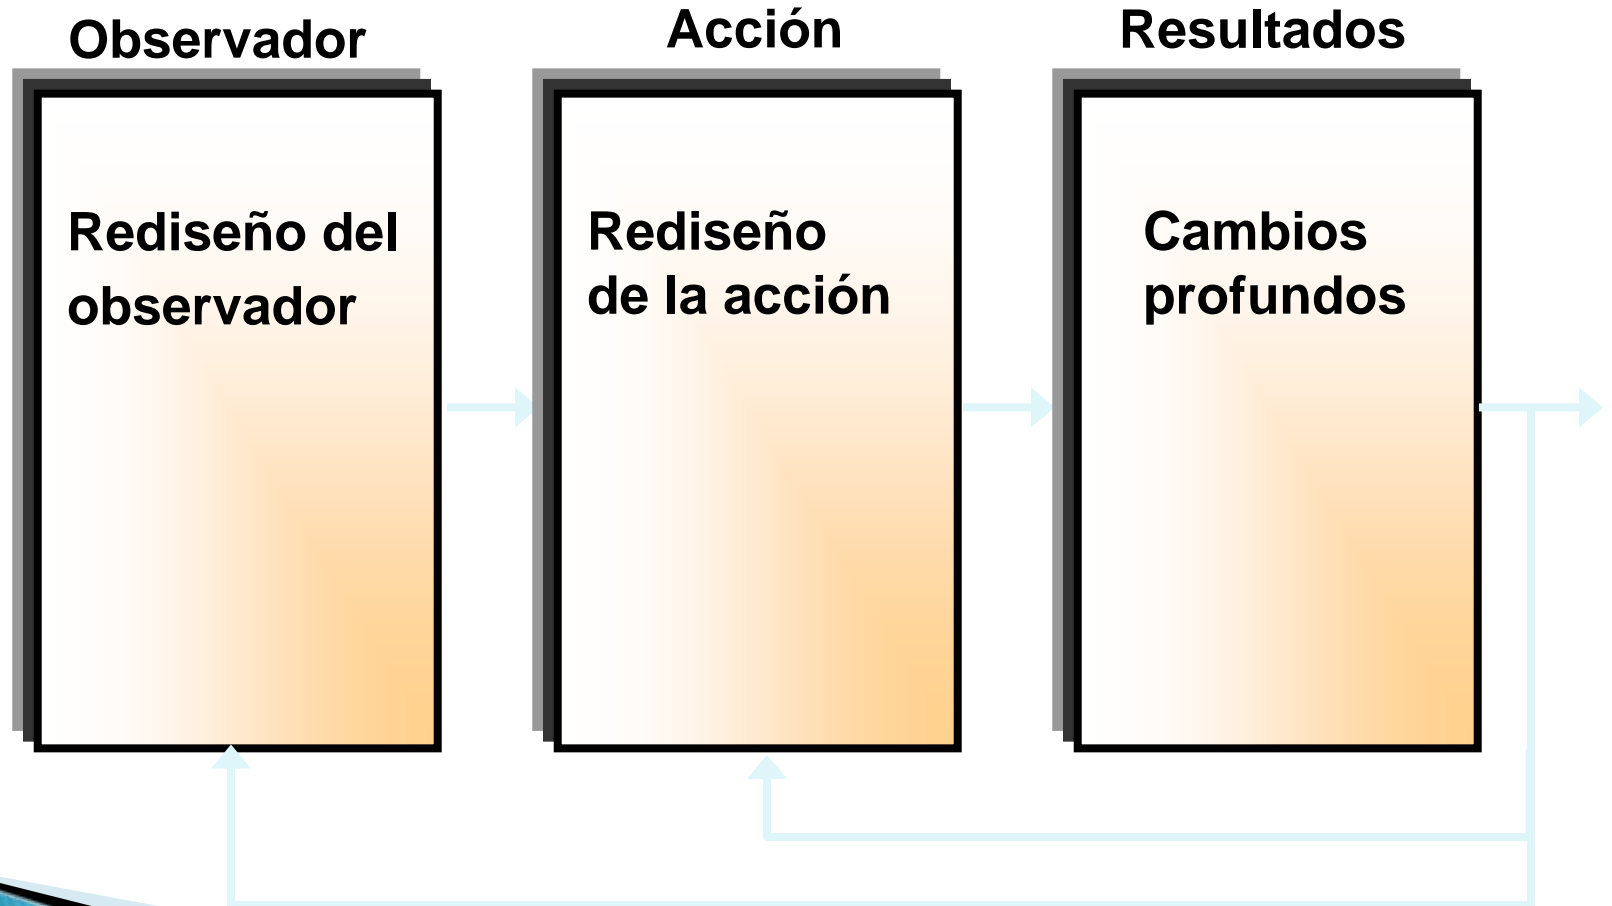 Observador
Acción
Resultados
Rediseño del
observador
Rediseño
de la acción
Cambios
profundos